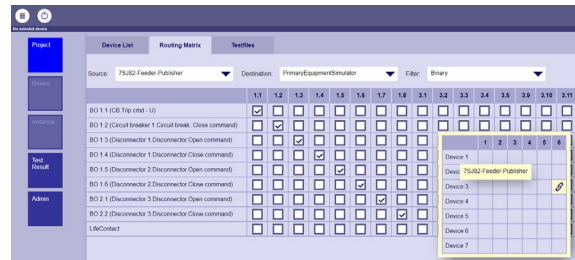 No selected device
Project
Device
Instance
Test
Result
Admin
Device List Routing Matrix Testfiles
Source: 7SJ82-Feeder-Publisher Destination: PrimaryEquipmentSimulator Filter: Binary
1.1 1.2 1.3 1.4 1.5 1.6 1.7 1.8 3.1 3.2 3.3 3.4 3.5 3.9 3.10 3.11
BO 1.1 (CB Trip cmd - U)
BO 1.2 (Circuit breaker 1.Circuit break. Close command)
BO 1.3 (Disconnector 1.Disconnector.Open command)
BO 1.4 (Disconnector 1.Disconnector.Close command)
BO 1.5 (Disconnector 2.Disconnector.Open command)
BO 1.6 (Disconnector 2.Disconnector.Close command)
BO 2.1 (Disconnector 3.Disconnector.Open command)
BO 2.2 (Disconnector 3.Disconnector.Close command)
LifeContact
1 2 3 4 5 6
Device 1
7SJ82-Feeder-Publisher
Device 3
Device 4
Device 5
Device 6
Device 7